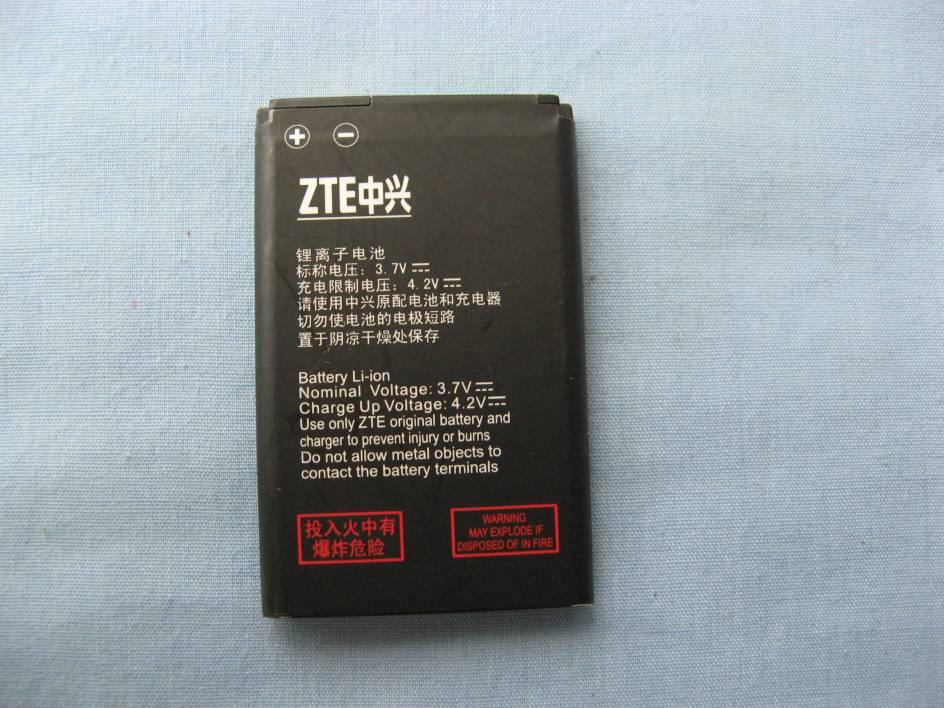 + −
ZTE中兴
锂离子电池
标称电压: 3.7V⎓
充电限制电压: 4.2V⎓
请使用中兴原配电池和充电器
切勿使电池的电极短路
置于阴凉干燥处保存
Battery Li-ion
Nominal Voltage: 3.7V⎓
Charge Up Voltage: 4.2V⎓
Use only ZTE original battery and
charger to prevent injury or burns
Do not allow metal objects to
contact the battery terminals
投入火中有
爆炸危险
WARNING
MAY EXPLODE IF
DISPOSED OF IN FIRE